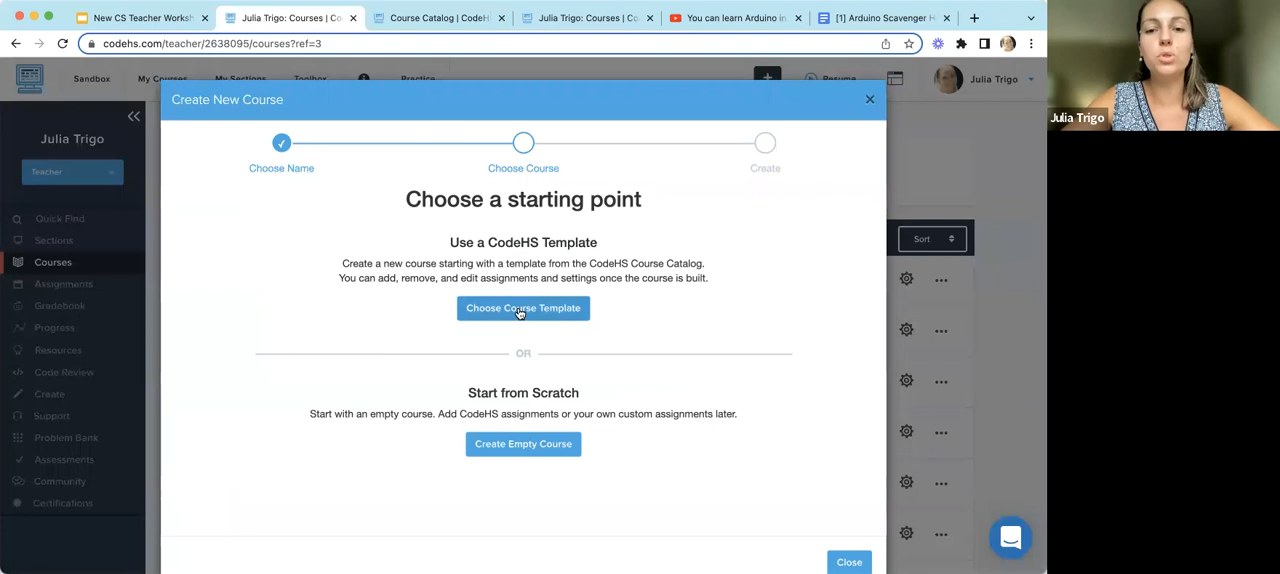 New CS Teacher Worksh
Julia Trigo: Courses | Co
Course Catalog | CodeH
Julia Trigo: Courses | Co
You can learn Arduino in
[1] Arduino Scavenger H
codehs.com/teacher/2638095/courses?ref=3
Sandbox
My Courses
My Sections
Toolbox
Practice
Resume
Julia Trigo
Julia Trigo
Create New Course
Julia Trigo
Teacher
Choose Name
Choose Course
Create
Choose a starting point
Quick Find
Sections
Sort
Use a CodeHS Template
Courses
Create a new course starting with a template from the CodeHS Course Catalog.
You can add, remove, and edit assignments and settings once the course is built.
Assignments
Gradebook
Choose Course Template
Progress
Resources
OR
Code Review
Create
Start from Scratch
Support
Start with an empty course. Add CodeHS assignments or your own custom assignments later.
Problem Bank
Create Empty Course
Assessments
Community
Certifications
Close